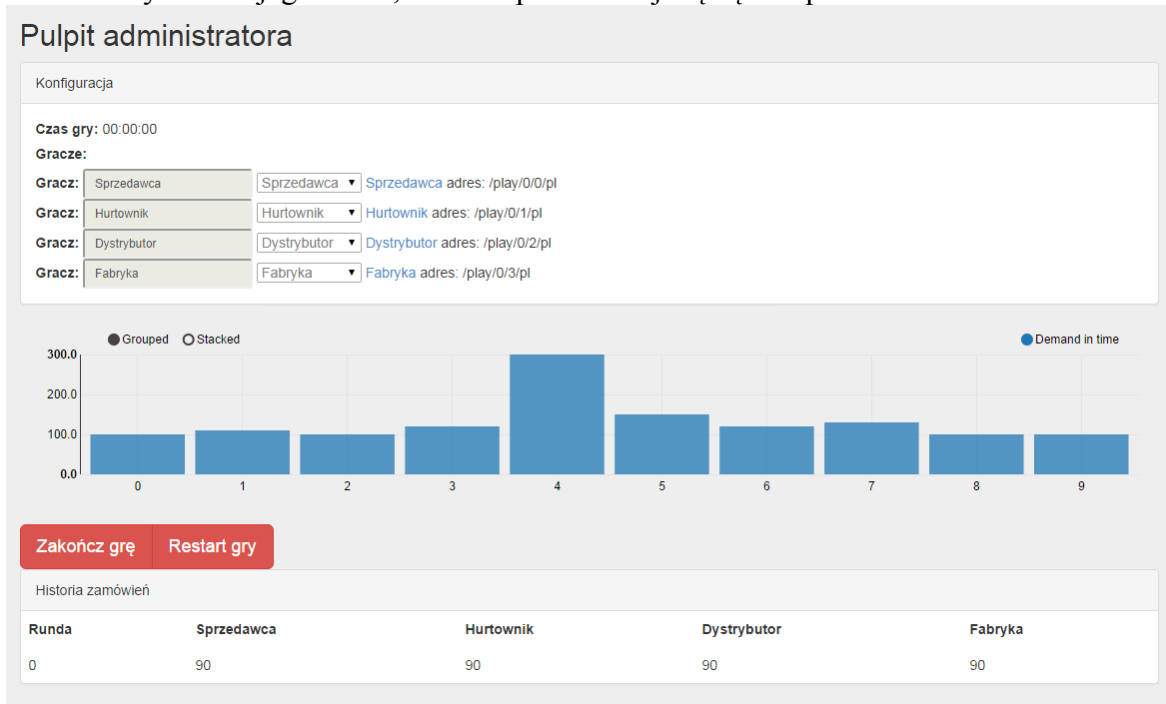 Pulpit administratora
Konfiguracja
Czas gry: 00:00:00
Gracze:
Gracz: Sprzedawca Sprzedawca Sprzedawca adres: /play/0/0/pl
Gracz: Hurtownik Hurtownik Hurtownik adres: /play/0/1/pl
Gracz: Dystrybutor Dystrybutor Dystrybutor adres: /play/0/2/pl
Gracz: Fabryka Fabryka Fabryka adres: /play/0/3/pl
Grouped Stacked Demand in time
300.0
200.0
100.0
0.0
0 1 2 3 4 5 6 7 8 9
Zakończ grę Restart gry
Historia zamówień
Runda Sprzedawca Hurtownik Dystrybutor Fabryka
0 90 90 90 90